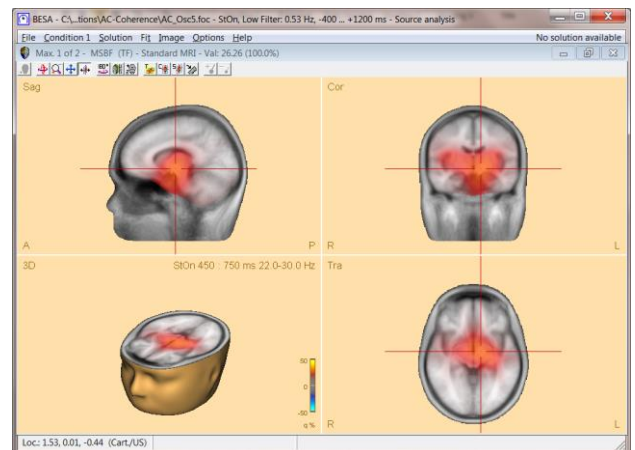 BESA - C:\...tions\AC-Coherence\AC_Osc5.foc - StOn, Low Filter: 0.53 Hz, -400 ... +1200 ms - Source analysis
File Condition 1 Solution Fit Image Options Help No solution available
Max. 1 of 2 - MSBF (TF) - Standard MRI - Val: 26.26 (100.0%)
Sag
A P
Cor
R L
3D StOn 450 : 750 ms 22.0-30.0 Hz
50
0
-50
q %
Tra
R L
Loc.: 1.53, 0.01, -0.44 (Cart./US)